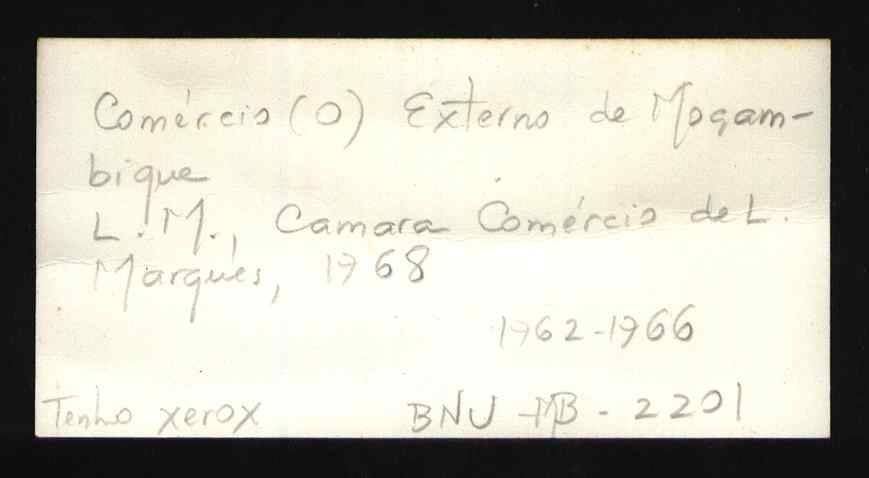 Comércio (O) Externo de Moçam-
bique
L.M., Camara Comércio de L.
Marques, 1968
1962-1966
Tenho xerox BNU-MB-2201